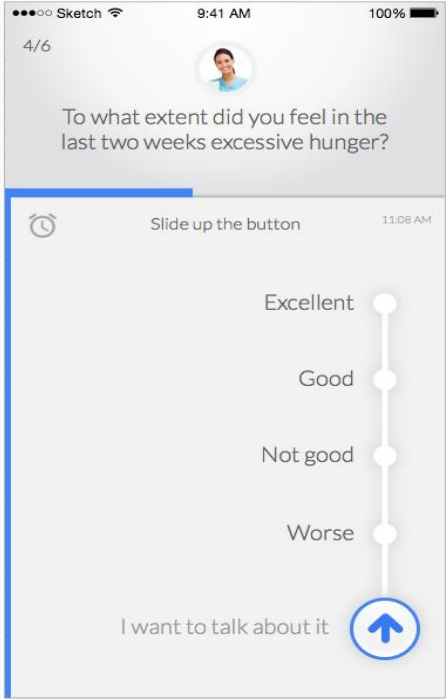 Sketch 9:41 AM 100%
4/6
To what extent did you feel in the
last two weeks excessive hunger?
Slide up the button 11:08 AM
Excellent
Good
Not good
Worse
I want to talk about it